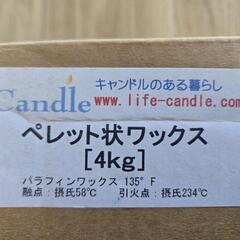 Candle
キャンドルのある暮らし
www.life-candle.com
ペレット状ワックス
[4kg]
パラフィンワックス 135°F
融点：摂氏58℃ 引火点：摂氏234℃